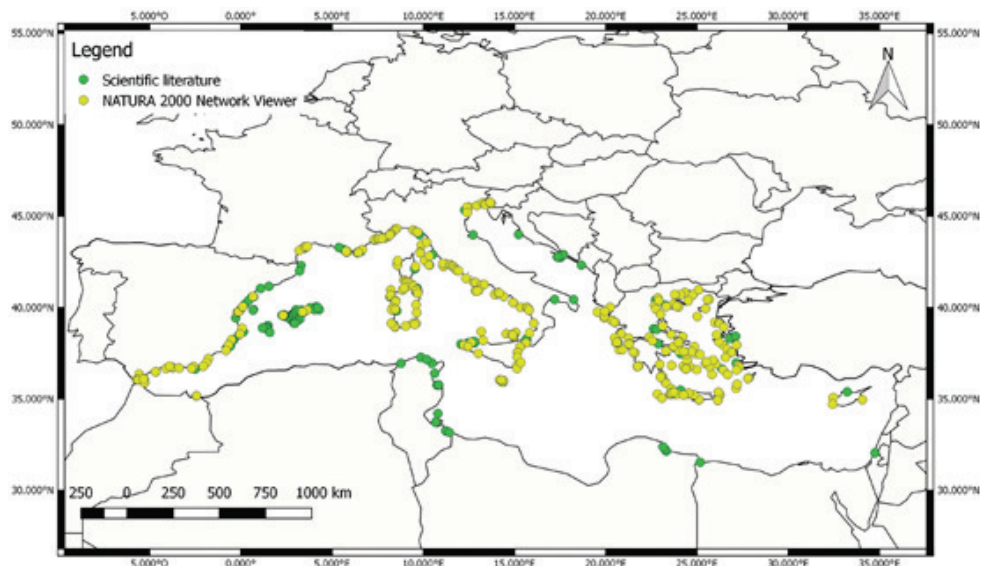 5.000°W 0.000°E 5.000°E 10.000°E 15.000°E 20.000°E 25.000°E 30.000°E 35.000°E
55.000°N 55.000°N
Legend
N
Scientific literature
NATURA 2000 Network Viewer
50.000°N 50.000°N
45.000°N 45.000°N
40.000°N 40.000°N
35.000°N 35.000°N
30.000°N 30.000°N
250 0 250 500 750 1000 km
5.000°W 0.000°E 5.000°E 10.000°E 15.000°E 20.000°E 25.000°E 30.000°E 35.000°E